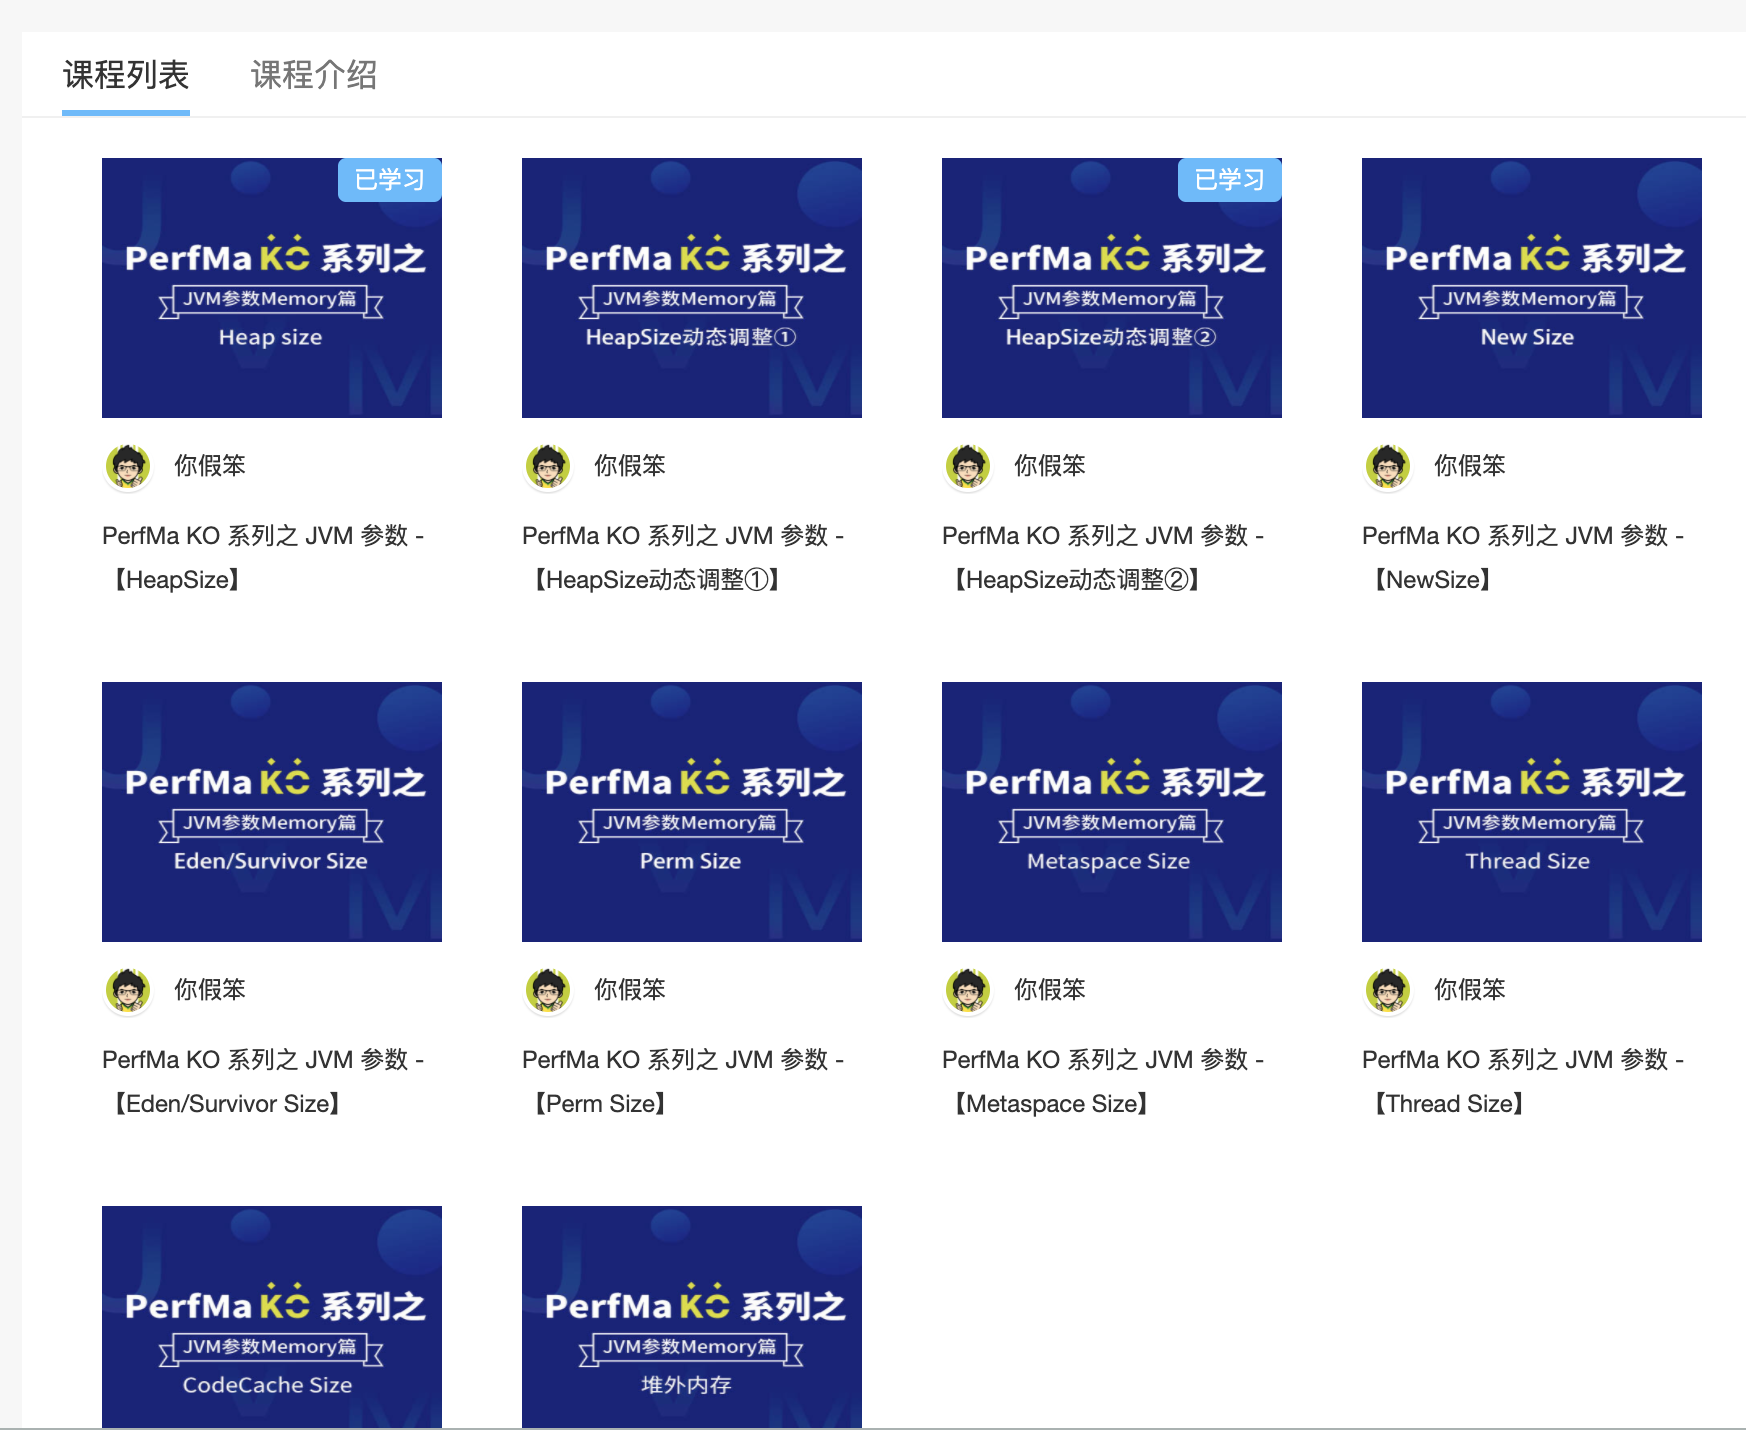 课程列表 课程介绍
已学习
PerfMa KO 系列之
JVM参数Memory篇
Heap size
你假笨
PerfMa KO 系列之 JVM 参数 -
【HeapSize】
PerfMa KO 系列之
JVM参数Memory篇
HeapSize动态调整①
你假笨
PerfMa KO 系列之 JVM 参数 -
【HeapSize动态调整①】
已学习
PerfMa KO 系列之
JVM参数Memory篇
HeapSize动态调整②
你假笨
PerfMa KO 系列之 JVM 参数 -
【HeapSize动态调整②】
PerfMa KO 系列之
JVM参数Memory篇
New Size
你假笨
PerfMa KO 系列之 JVM 参数 -
【NewSize】
PerfMa KO 系列之
JVM参数Memory篇
Eden/Survivor Size
你假笨
PerfMa KO 系列之 JVM 参数 -
【Eden/Survivor Size】
PerfMa KO 系列之
JVM参数Memory篇
Perm Size
你假笨
PerfMa KO 系列之 JVM 参数 -
【Perm Size】
PerfMa KO 系列之
JVM参数Memory篇
Metaspace Size
你假笨
PerfMa KO 系列之 JVM 参数 -
【Metaspace Size】
PerfMa KO 系列之
JVM参数Memory篇
Thread Size
你假笨
PerfMa KO 系列之 JVM 参数 -
【Thread Size】
PerfMa KO 系列之
JVM参数Memory篇
CodeCache Size
PerfMa KO 系列之
JVM参数Memory篇
堆外内存